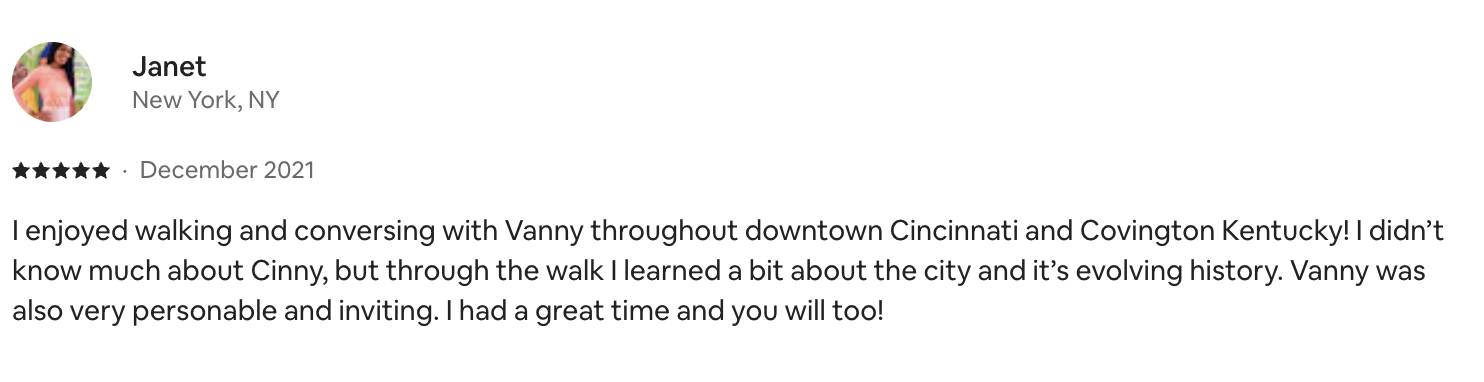 Janet
New York, NY
★★★★★ · December 2021
I enjoyed walking and conversing with Vanny throughout downtown Cincinnati and Covington Kentucky! I didn’t
know much about Cinny, but through the walk I learned a bit about the city and it’s evolving history. Vanny was
also very personable and inviting. I had a great time and you will too!